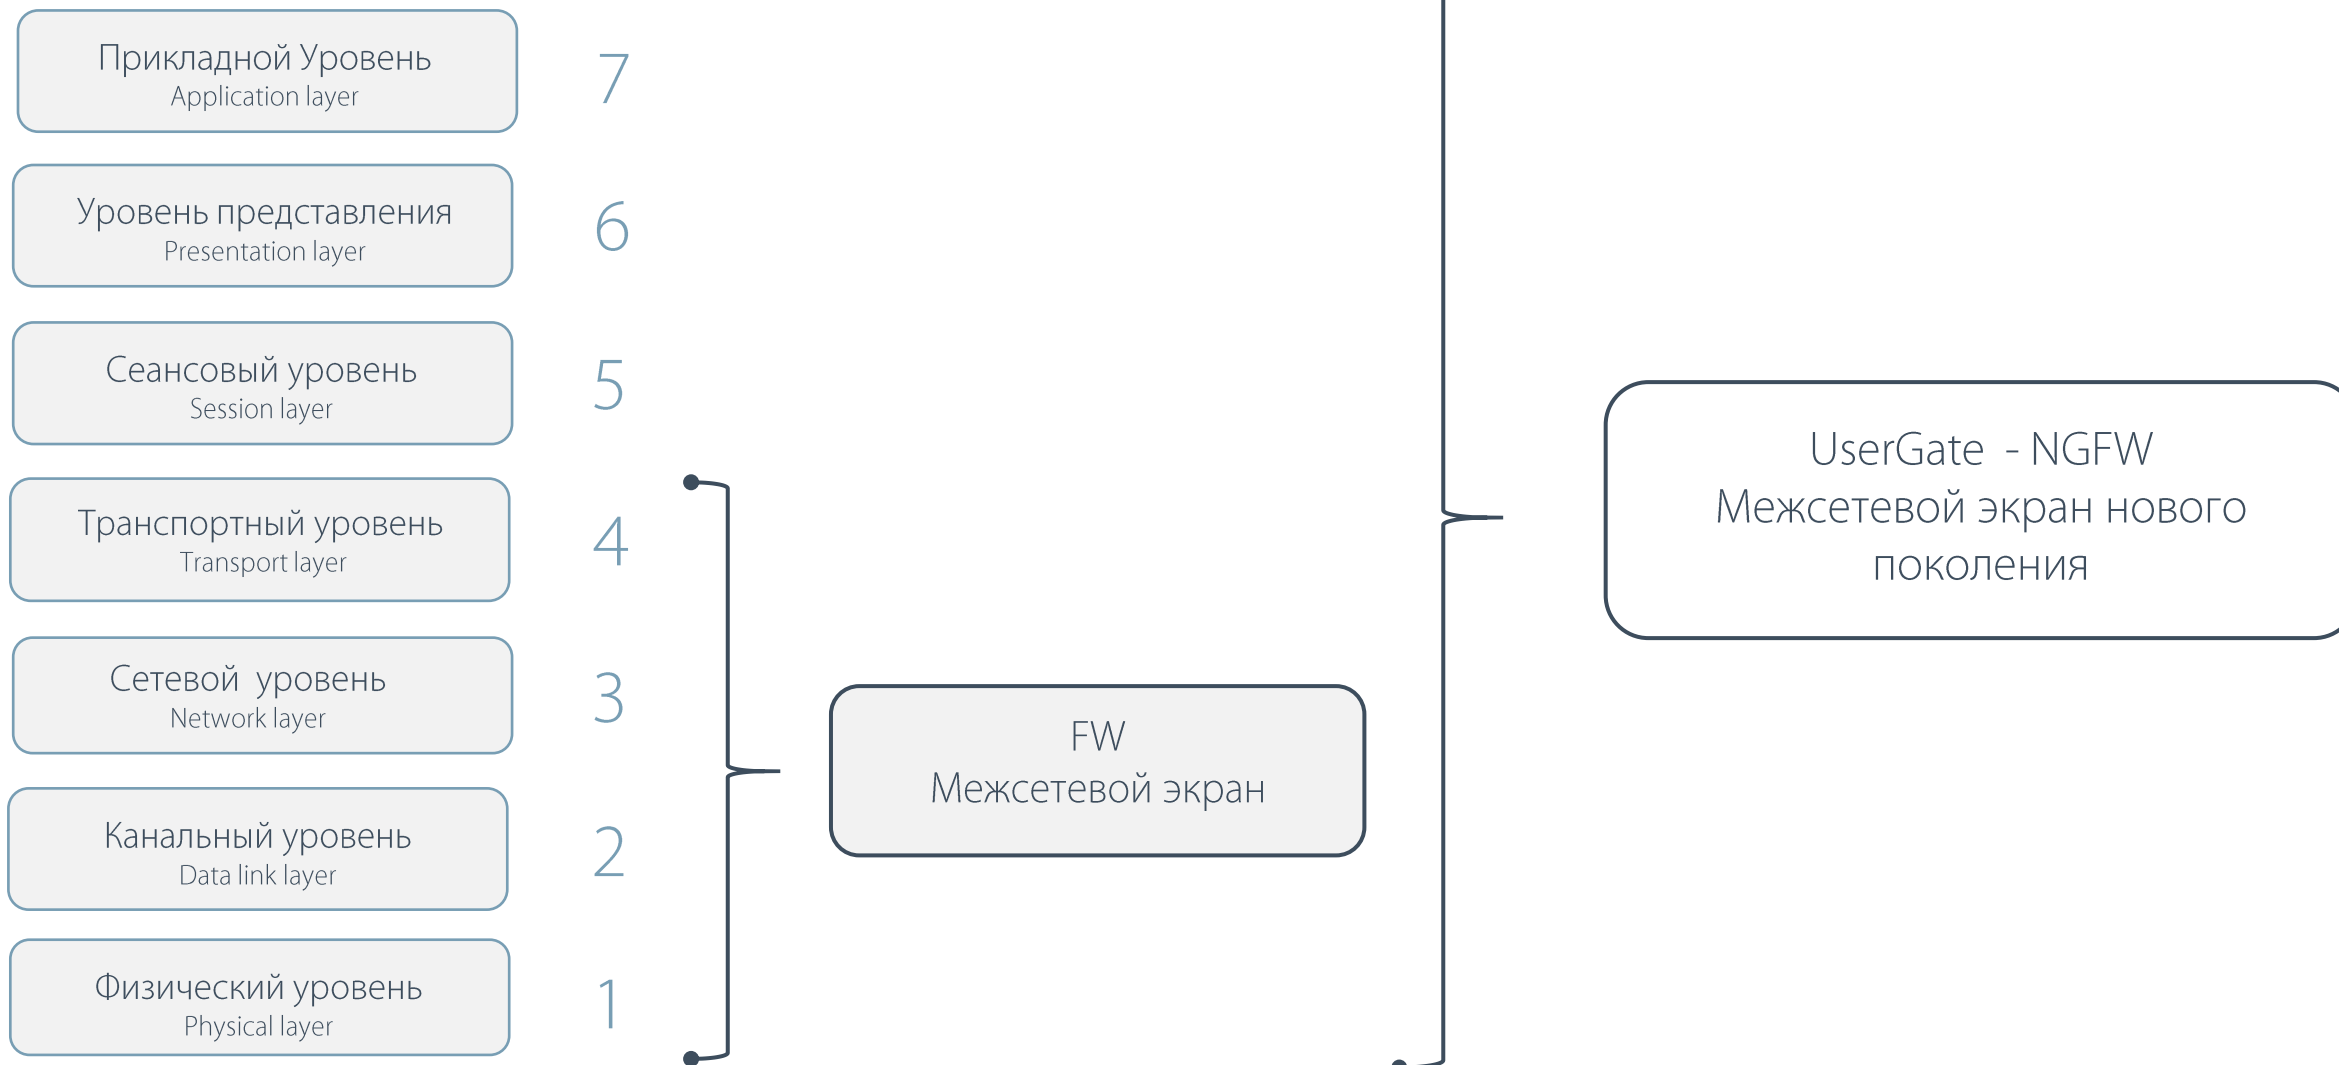 Прикладной Уровень
Application layer
7
Уровень представления
Presentation layer
6
Сеансовый уровень
Session layer
5
Транспортный уровень
Transport layer
4
Сетевой уровень
Network layer
3
Канальный уровень
Data link layer
2
Физический уровень
Physical layer
1
FW
Межсетевой экран
UserGate - NGFW
Межсетевой экран нового
поколения